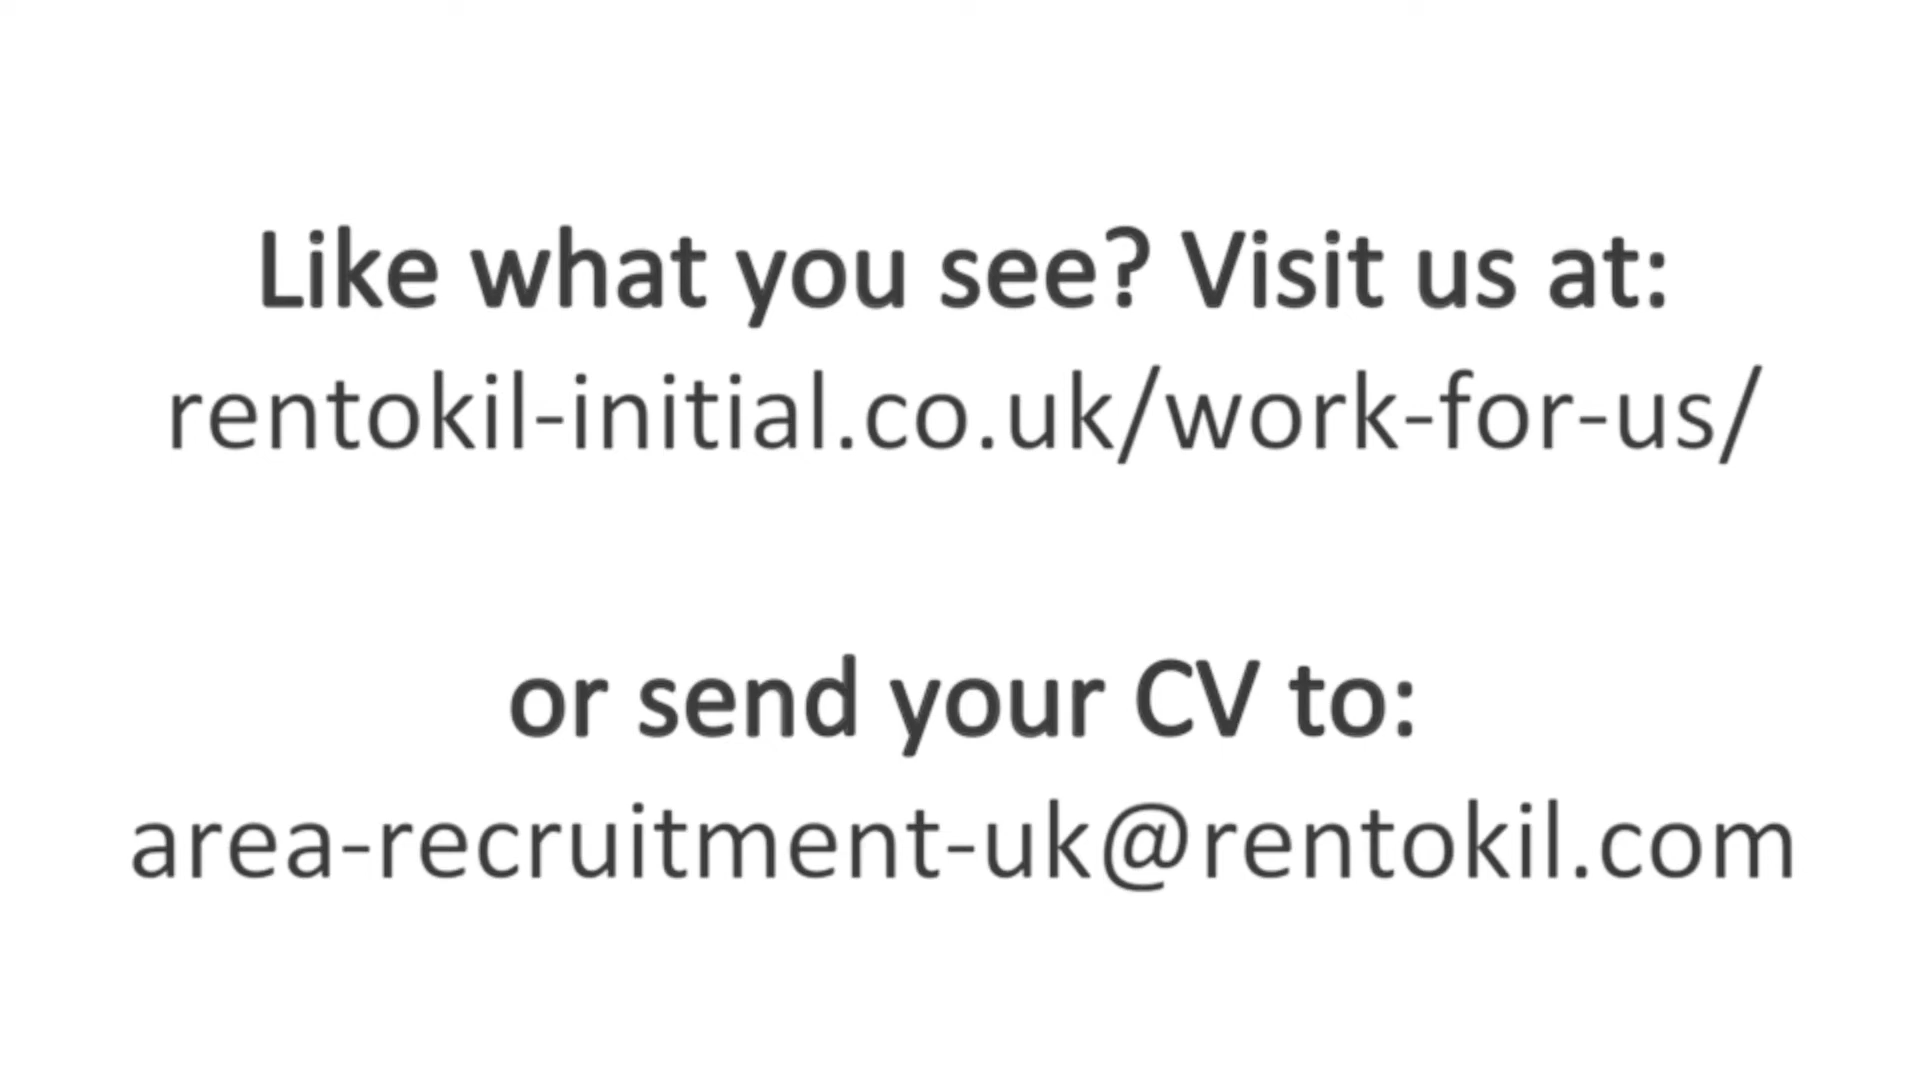 Like what you see? Visit us at:
rentokil-initial.co.uk/work-for-us/
or send your CV to:
area-recruitment-uk@rentokil.com